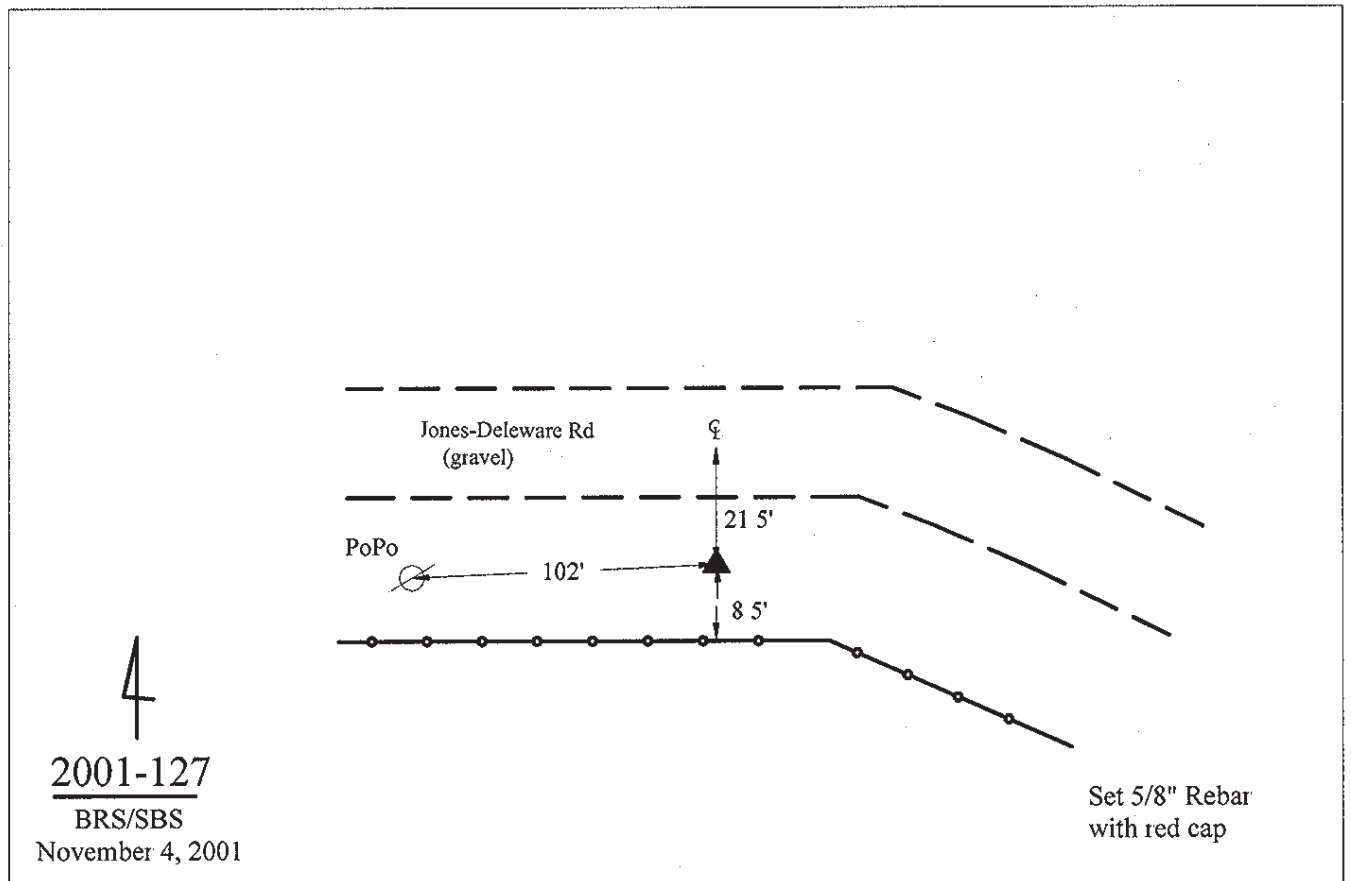 Jones-Deleware Rd
(gravel)
℄
21 5'
PoPo
102'
8 5'
2001-127
BRS/SBS
November 4, 2001
Set 5/8" Rebar
with red cap